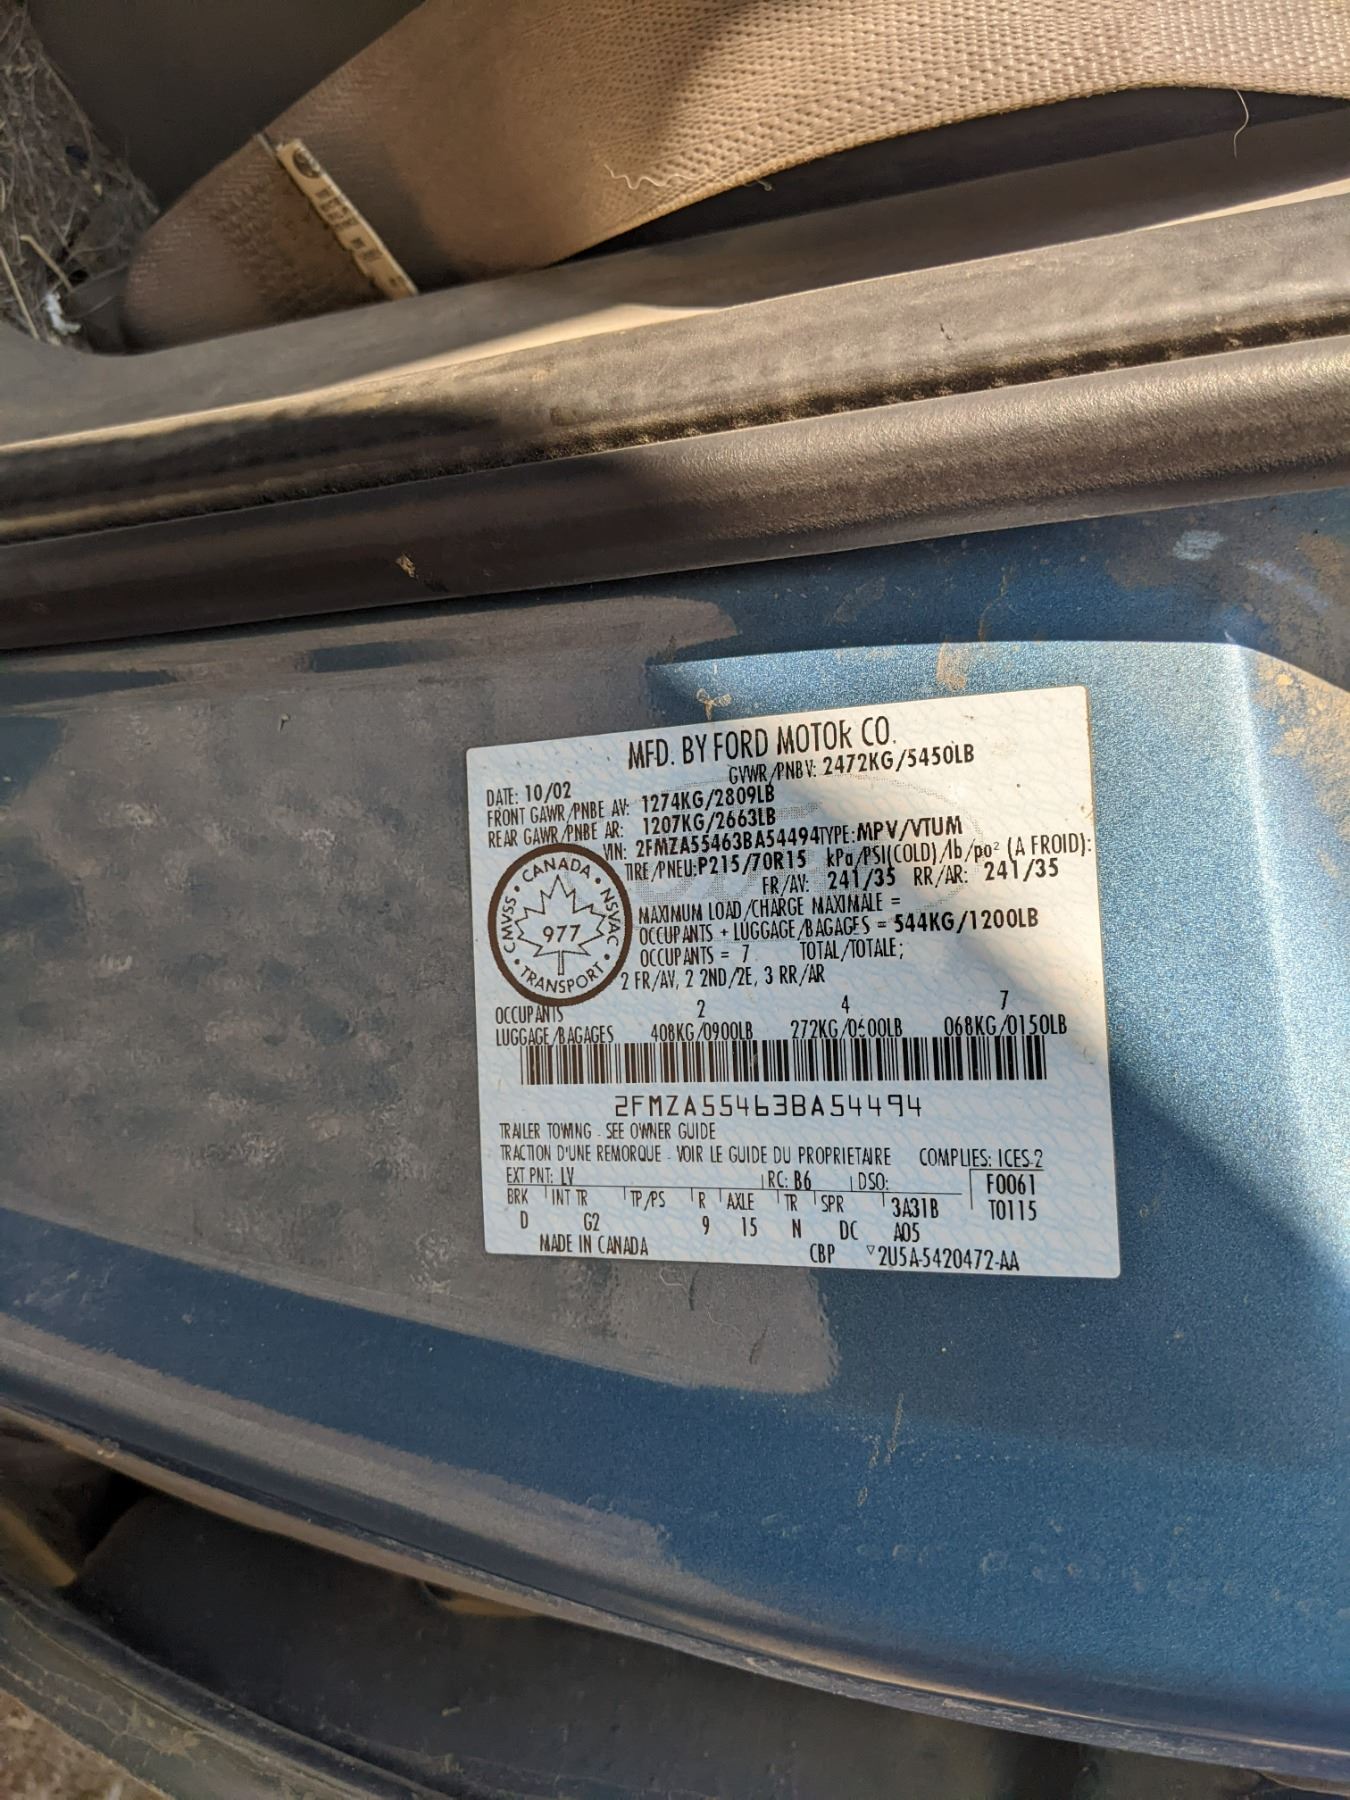 MFD. BY FORD MOTOR CO.
DATE: 10/02 GVWR/PNBV: 2472KG/5450LB
FRONT GAWR/PNBE AV: 1274KG/2809LB
REAR GAWR/PNBE AR: 1207KG/2663LB
VIN: 2FMZA55463BA54494 TYPE: MPV/VTUM
TIRE/PNEU: P215/70R15 kPa/PSI(COLD)/lb/po² (A FROID):
FR/AV: 241/35 RR/AR: 241/35
CANADA • NSVAC • TRANSPORT • CMVSS •
977
MAXIMUM LOAD/CHARGE MAXIMALE =
OCCUPANTS + LUGGAGE/BAGAGES = 544KG/1200LB
OCCUPANTS = 7 TOTAL/TOTALE;
2 FR/AV, 2 2ND/2E, 3 RR/AR
OCCUPANTS 2 4 7
LUGGAGE/BAGAGES 408KG/0900LB 272KG/0600LB 068KG/0150LB
2FMZA55463BA54494
TRAILER TOWING - SEE OWNER GUIDE
TRACTION D'UNE REMORQUE - VOIR LE GUIDE DU PROPRIETAIRE COMPLIES: ICES-2
EXT PNT: LV RC: B6 DSO: F0061
BRK INT TR TP/PS R AXLE TR SPR 3A31B T0115
D G2 9 15 N DC A05
MADE IN CANADA CBP ▽2U5A-5420472-AA